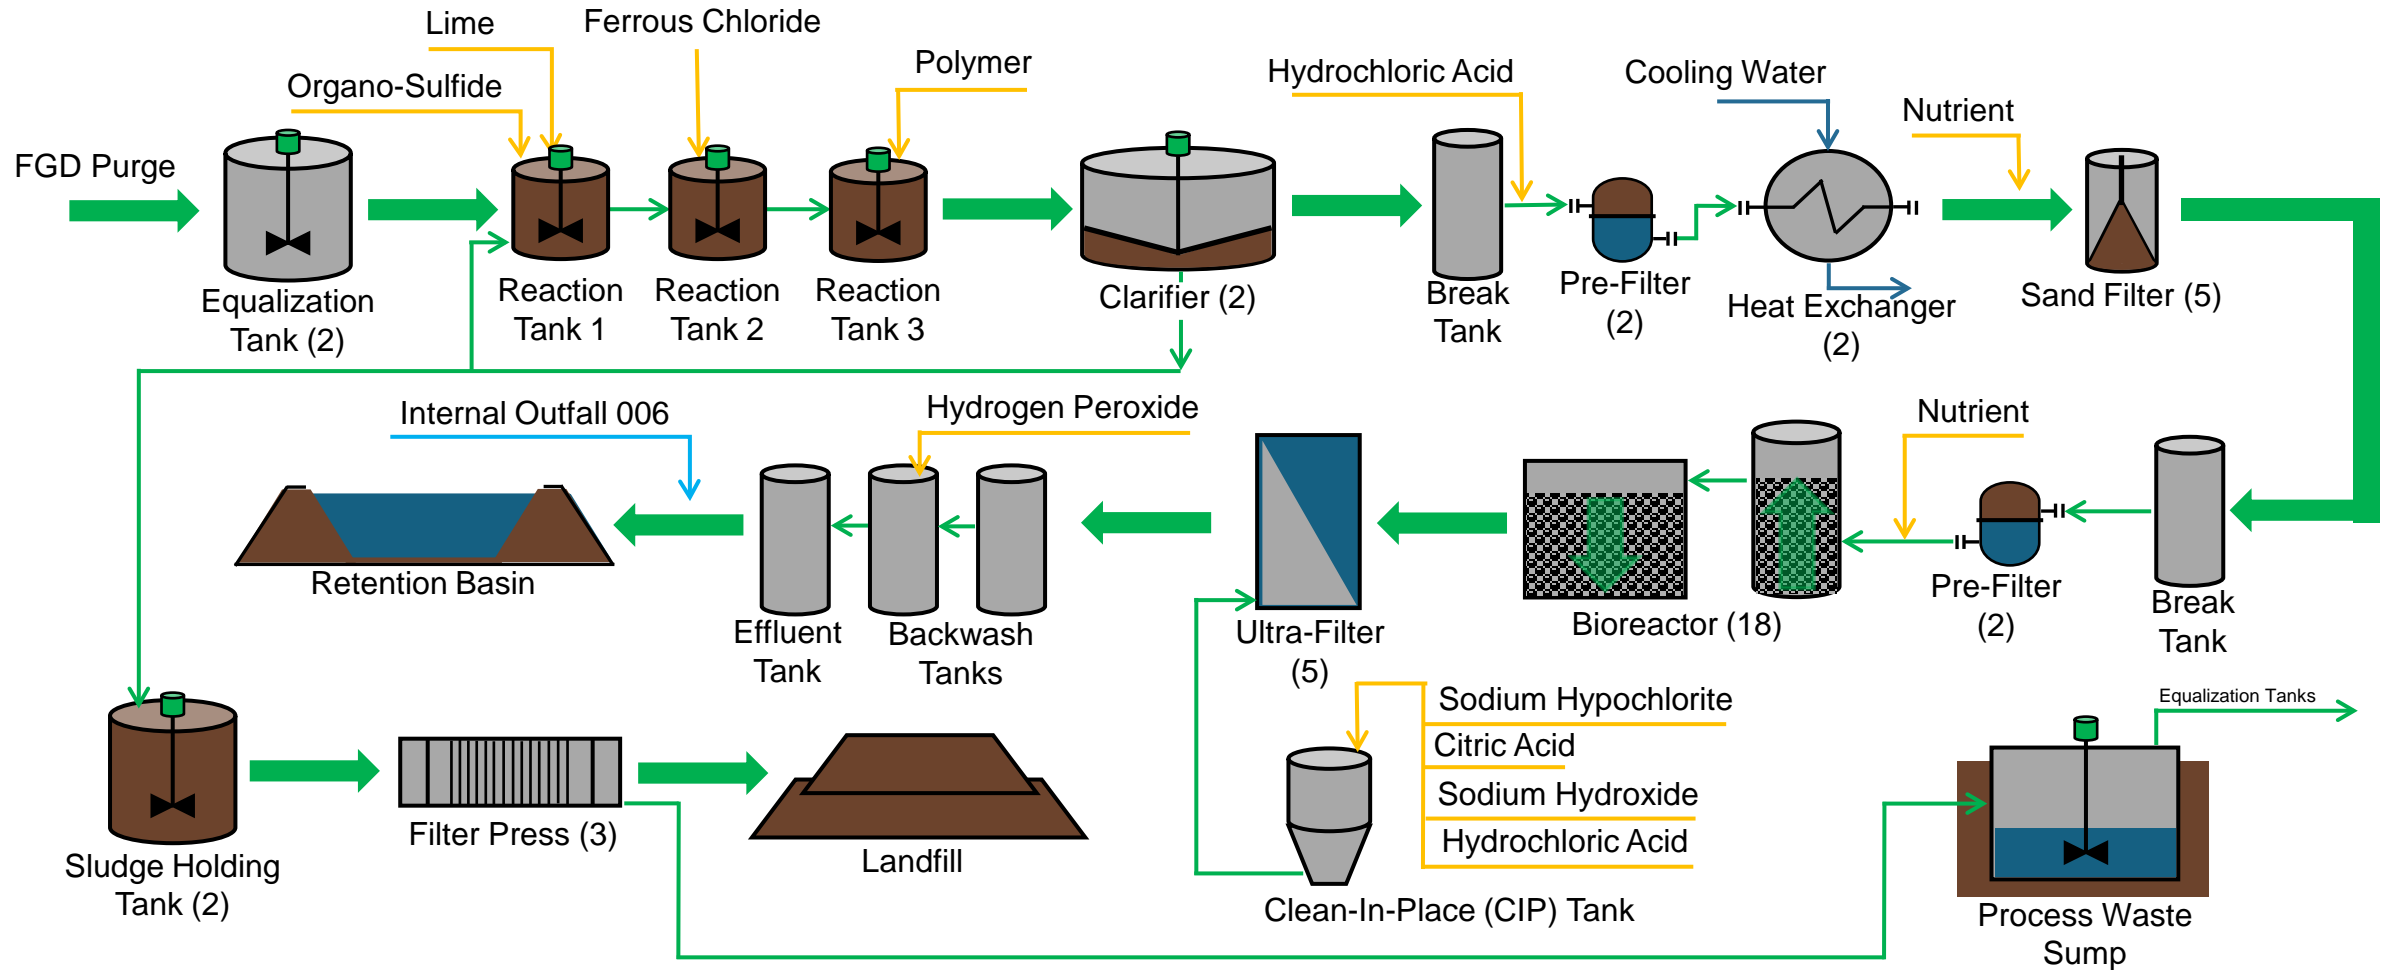 Lime
Ferrous Chloride
Organo-Sulfide
Polymer
Hydrochloric Acid
Cooling Water
Nutrient
FGD Purge
Equalization
Tank (2)
Reaction
Tank 1
Reaction
Tank 2
Reaction
Tank 3
Clarifier (2)
Break
Tank
Pre-Filter
(2)
Heat Exchanger
(2)
Sand Filter (5)
Internal Outfall 006
Hydrogen Peroxide
Nutrient
Retention Basin
Effluent
Tank
Backwash
Tanks
Ultra-Filter
(5)
Bioreactor (18)
Pre-Filter
(2)
Break
Tank
Sludge Holding
Tank (2)
Filter Press (3)
Landfill
Sodium Hypochlorite
Citric Acid
Sodium Hydroxide
Hydrochloric Acid
Clean-In-Place (CIP) Tank
Equalization Tanks
Process Waste
Sump